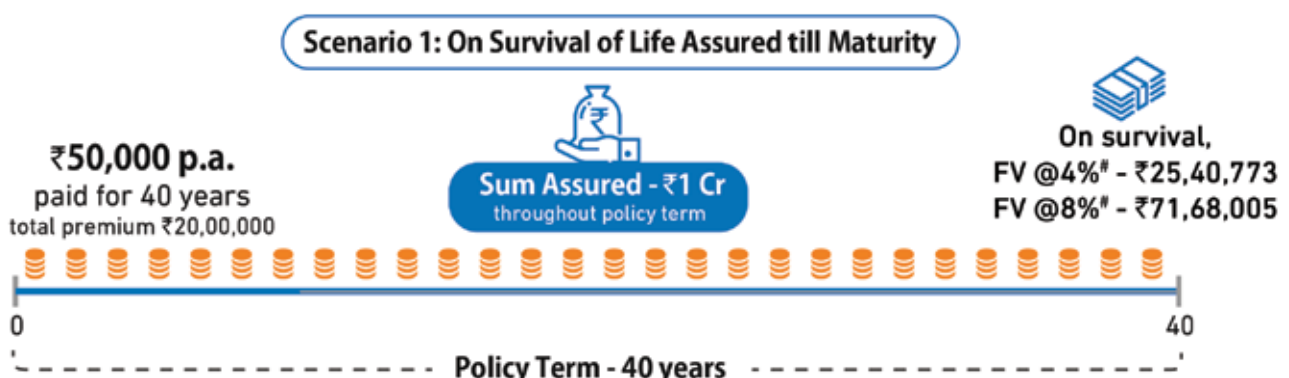 Scenario 1: On Survival of Life Assured till Maturity
₹
₹50,000 p.a.
paid for 40 years
total premium ₹20,00,000
Sum Assured - ₹1 Cr
throughout policy term
On survival,
FV @4%# - ₹25,40,773
FV @8%# - ₹71,68,005
0
40
Policy Term - 40 years